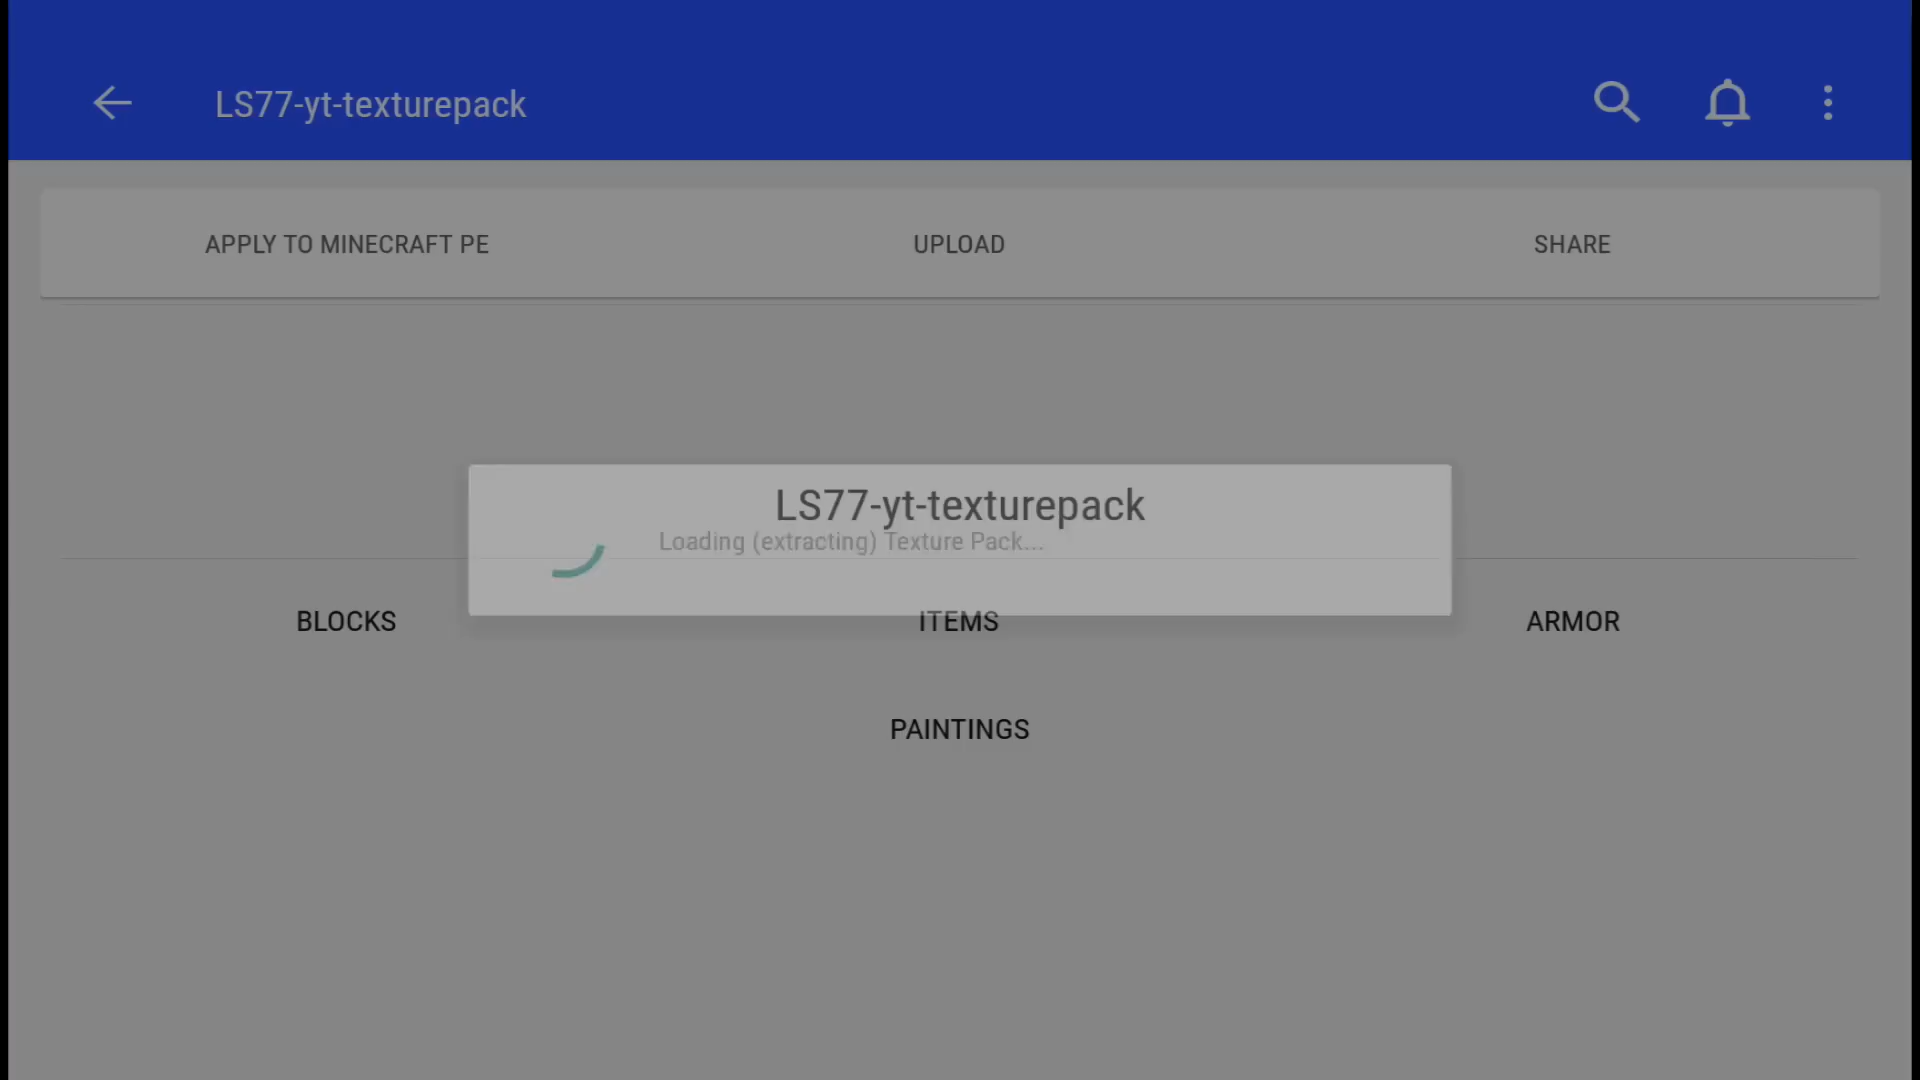 LS77-yt-texturepack
APPLY TO MINECRAFT PE UPLOAD SHARE
LS77-yt-texturepack
Loading (extracting) Texture Pack...
BLOCKS ITEMS ARMOR
PAINTINGS